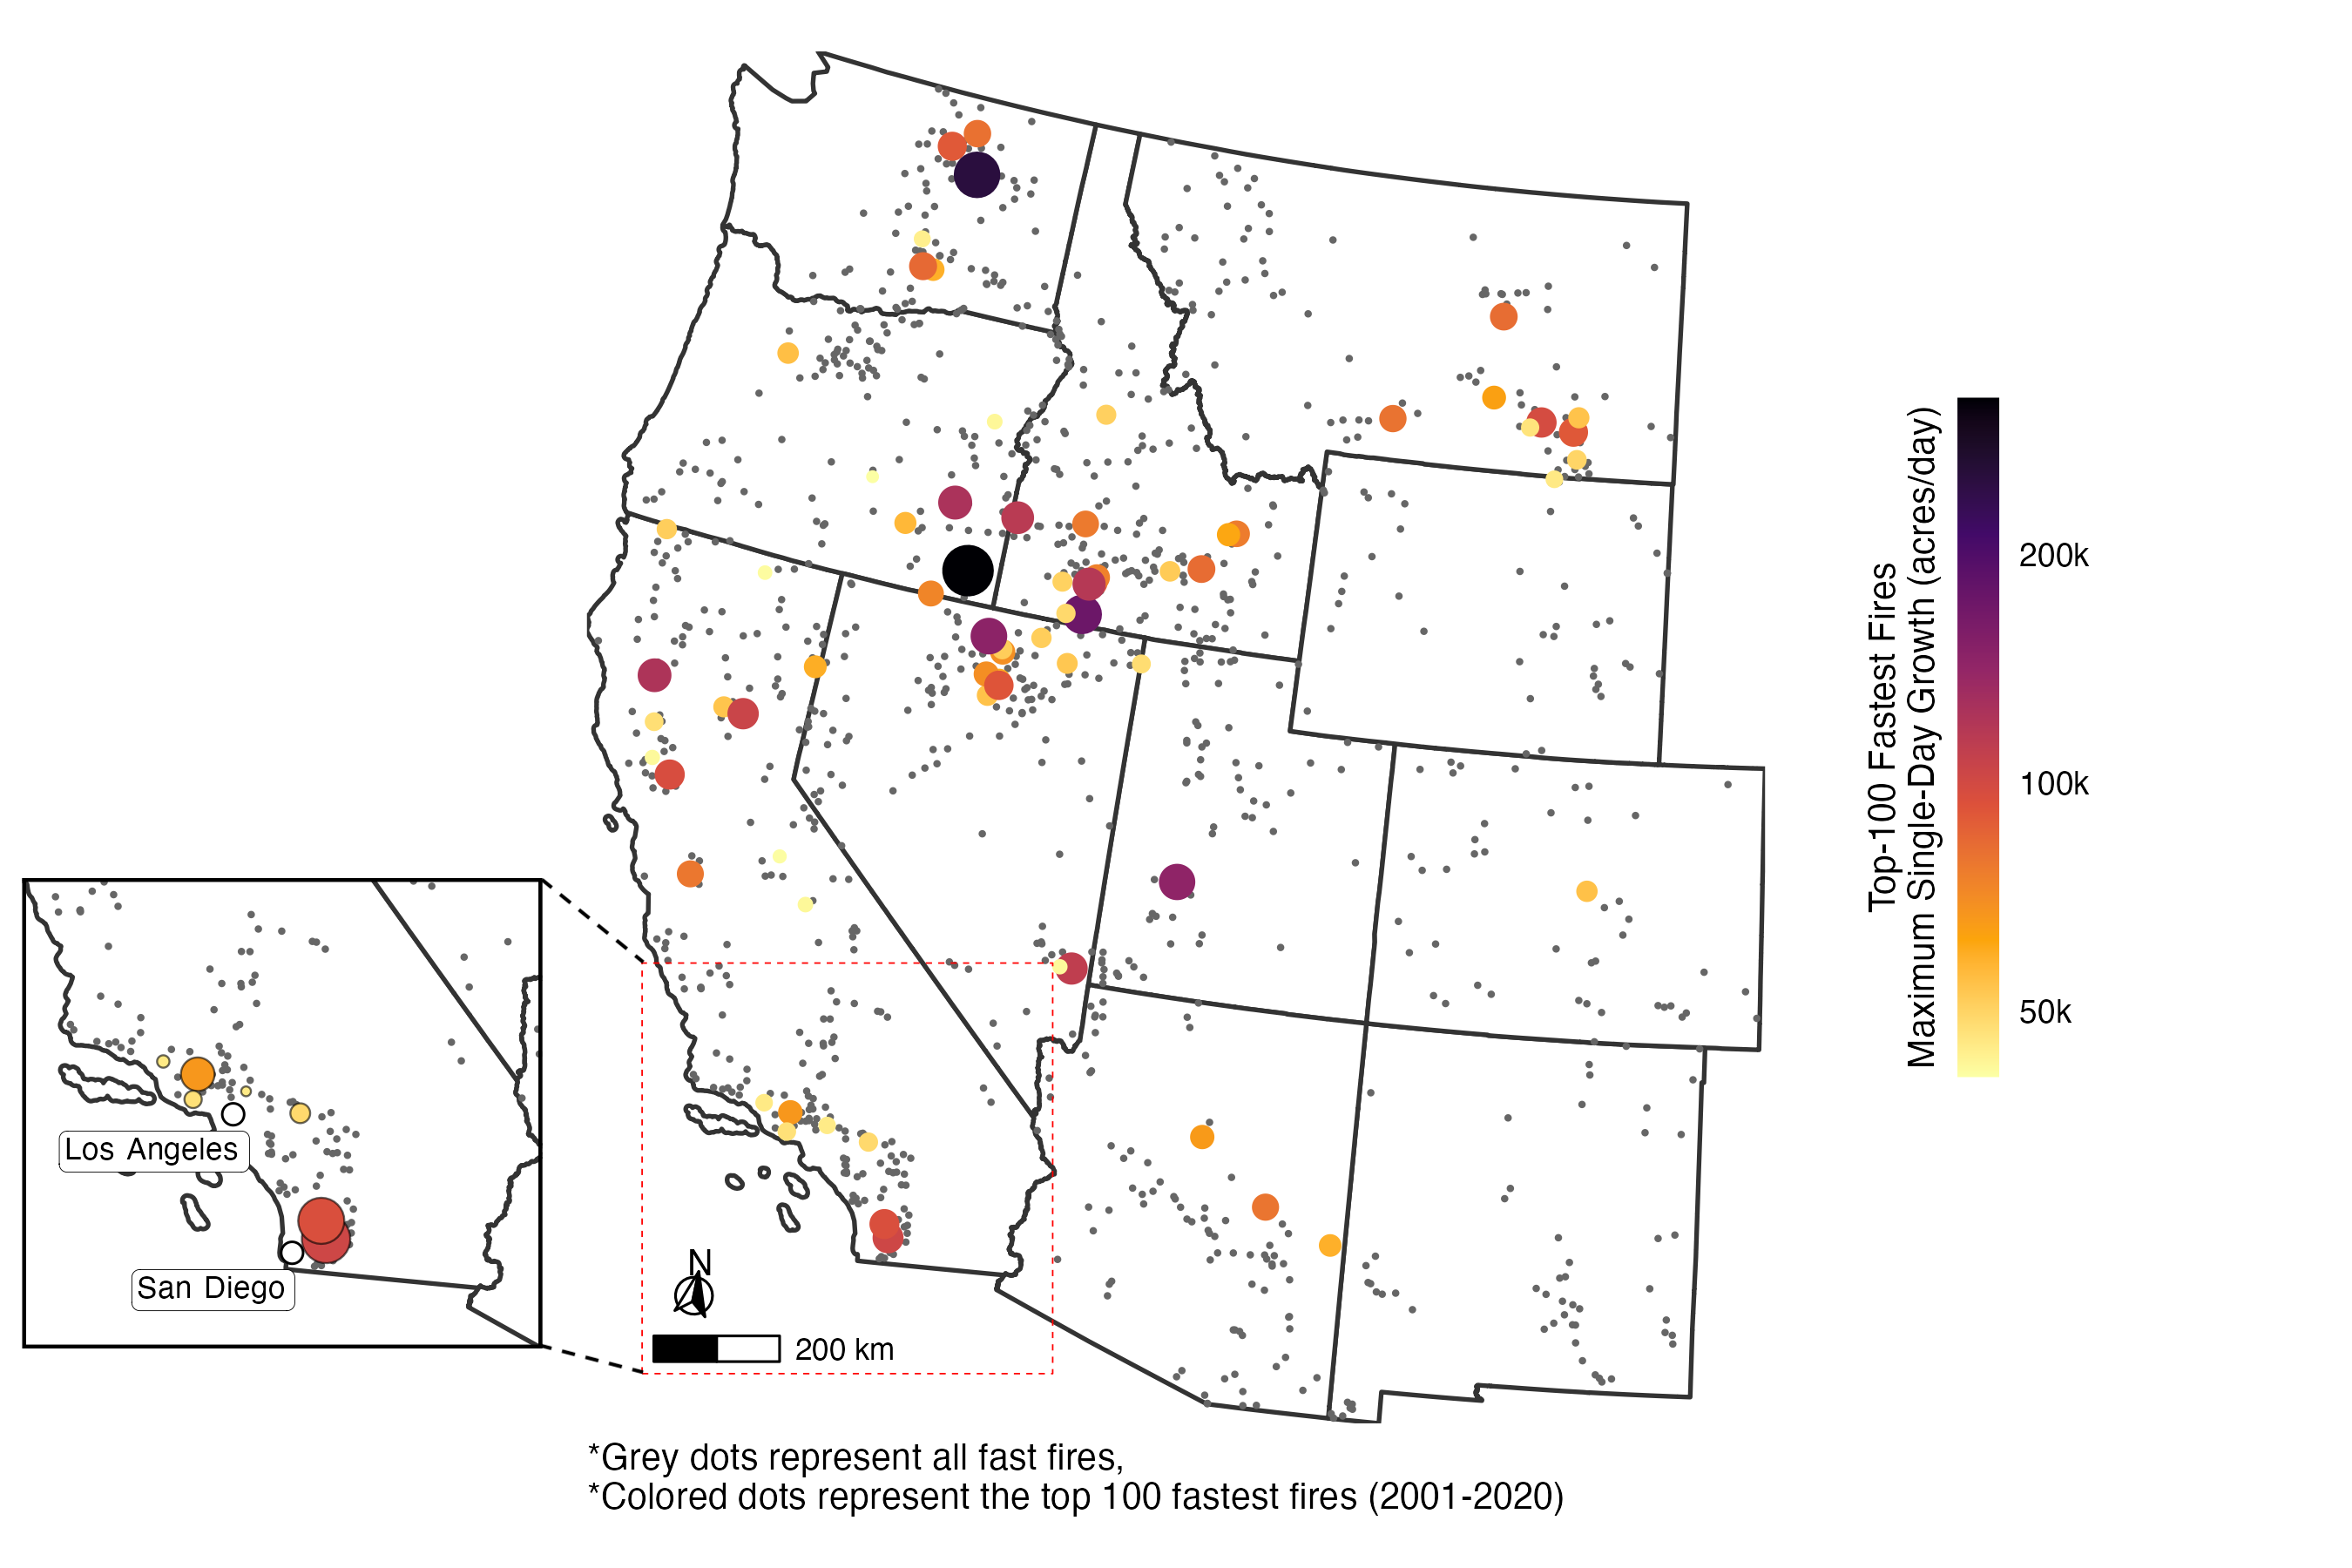 Los Angeles
San Diego
N
200 km
Top-100 Fastest Fires
Maximum Single-Day Growth (acres/day)
200k
100k
50k
*Grey dots represent all fast fires,
*Colored dots represent the top 100 fastest fires (2001-2020)